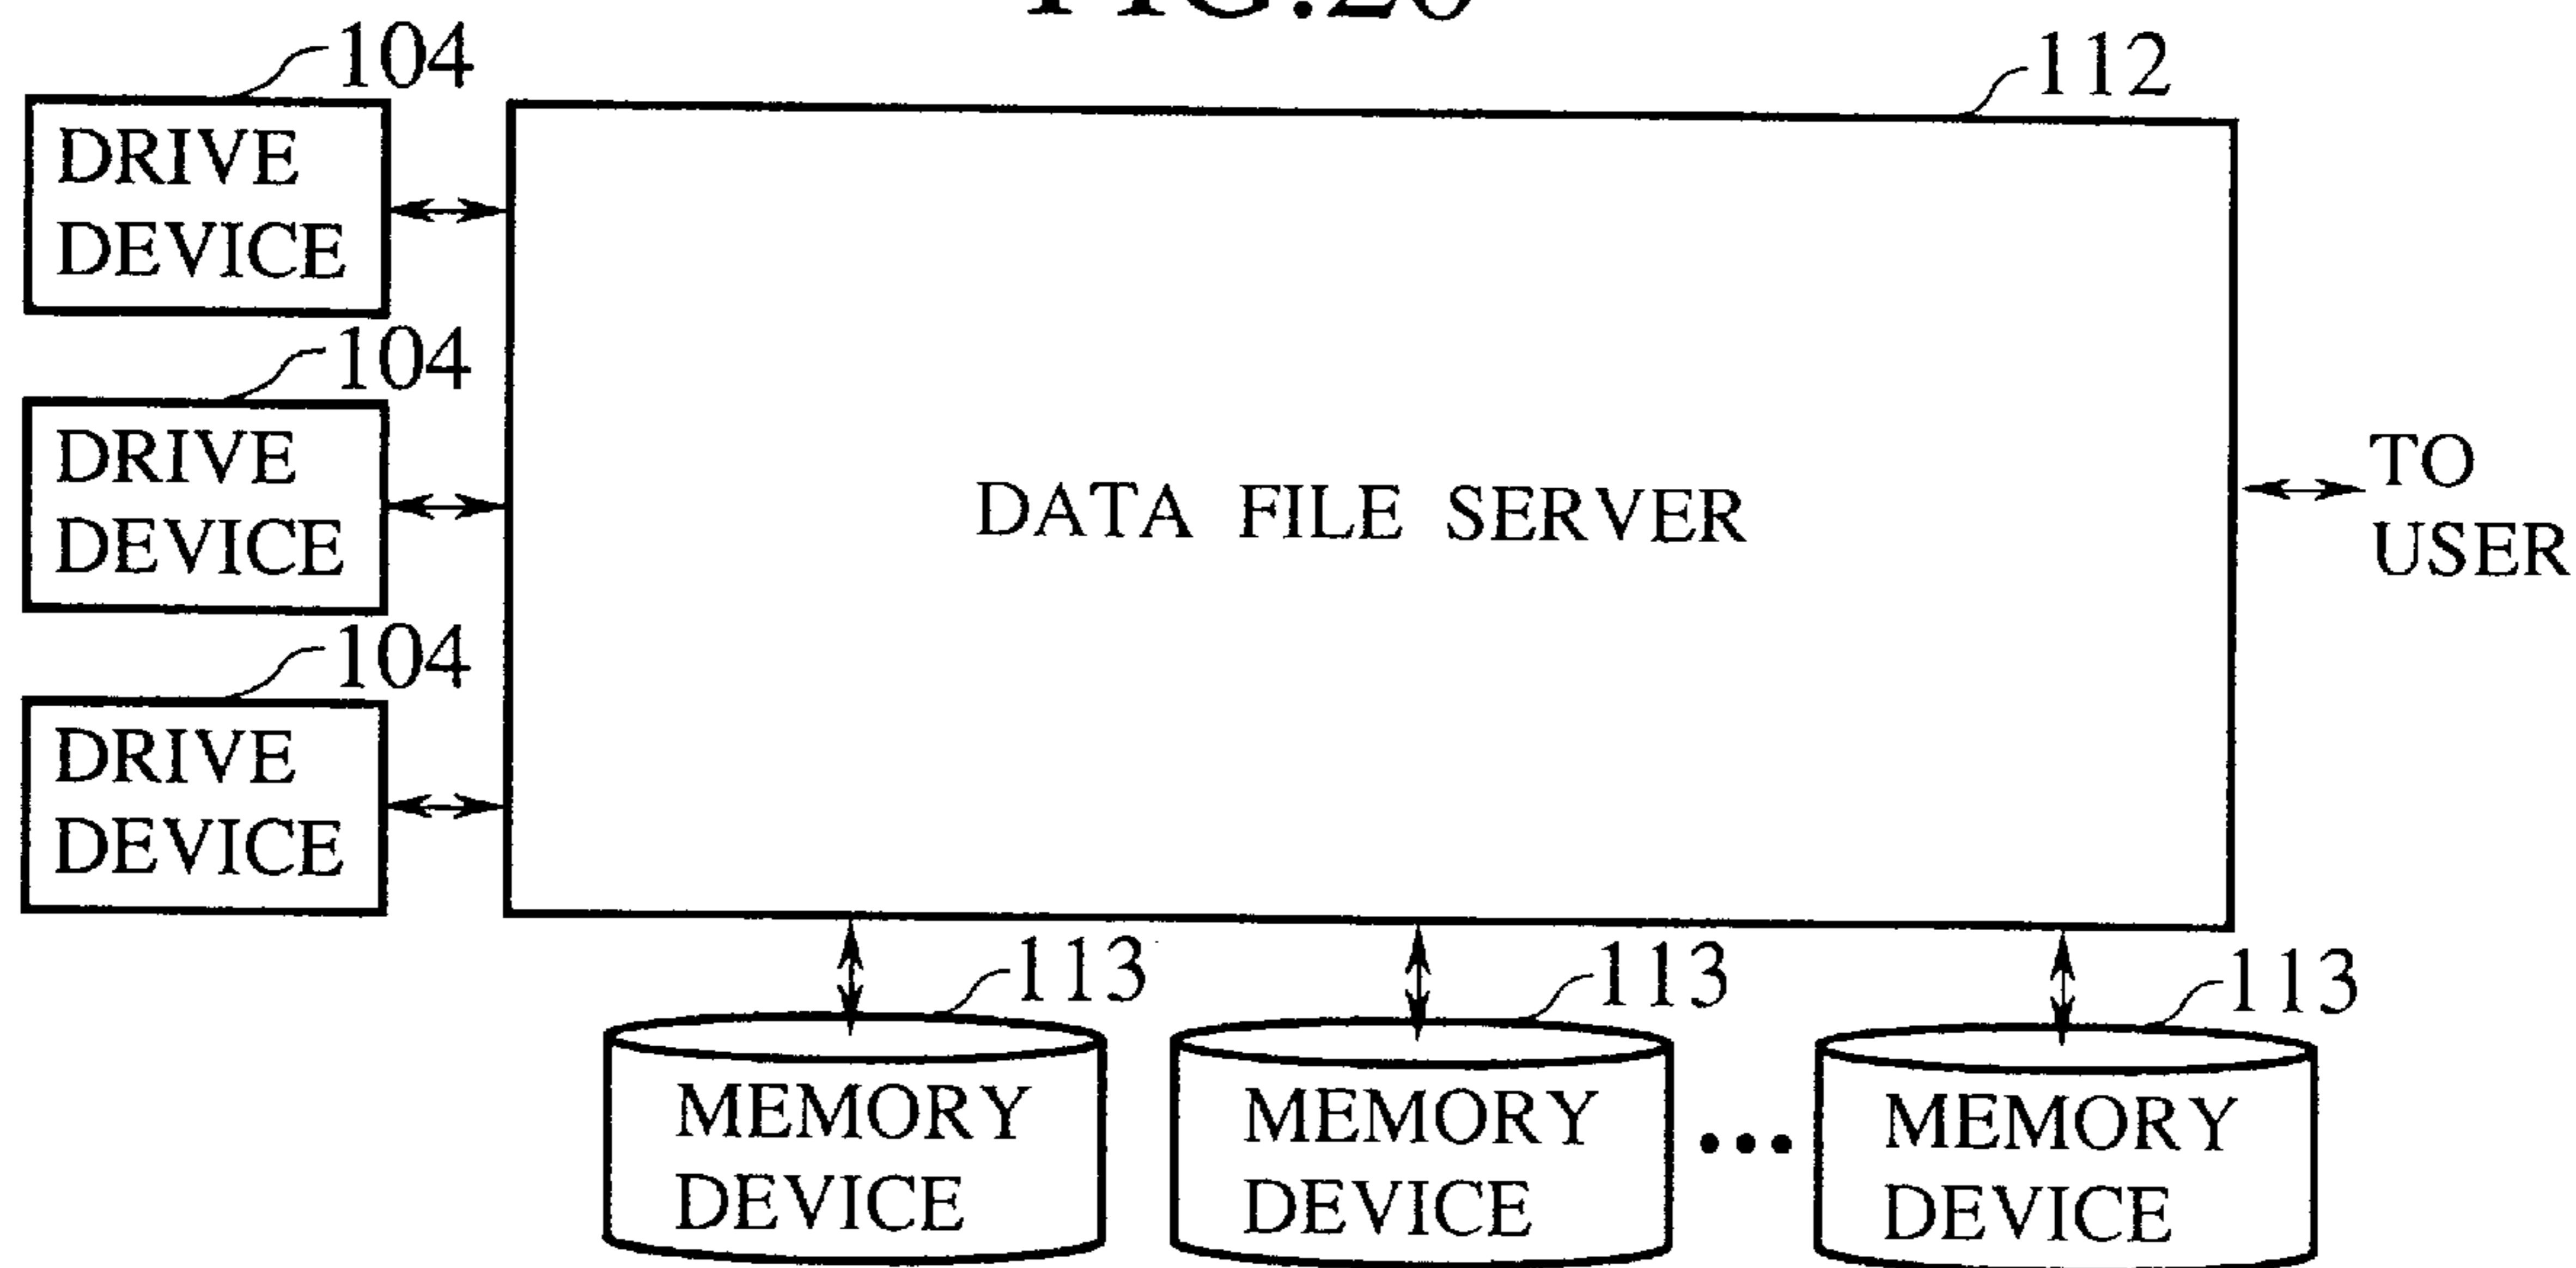 104
112
DRIVE
DEVICE
104
DRIVE
DEVICE
104
DRIVE
DEVICE
DATA FILE SERVER
TO
USER
113
113
113
MEMORY
DEVICE
MEMORY
DEVICE
•••
MEMORY
DEVICE